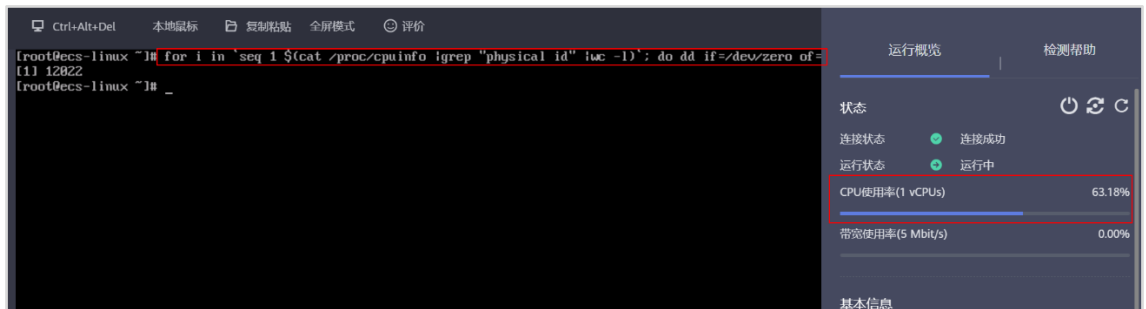 Ctrl+Alt+Del 本地鼠标 复制粘贴 全屏模式 评价
[root@ecs-linux ~]# for i in `seq 1 $(cat /proc/cpuinfo |grep "physical id" |wc -l)`; do dd if=/dev/zero of=
[1] 12022
[root@ecs-linux ~]# _
运行概览 检测帮助
状态
连接状态 连接成功
运行状态 运行中
CPU使用率(1 vCPUs) 63.18%
带宽使用率(5 Mbit/s) 0.00%
基本信息